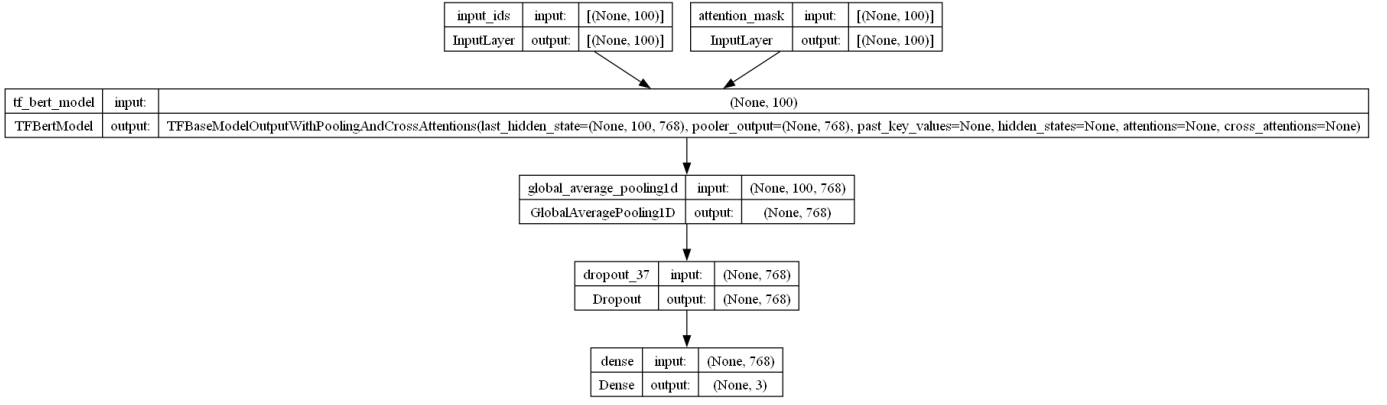 input_ids input: [(None, 100)]
InputLayer output: [(None, 100)]
attention_mask input: [(None, 100)]
InputLayer output: [(None, 100)]
tf_bert_model input: (None, 100)
TFBertModel output: TFBaseModelOutputWithPoolingAndCrossAttentions(last_hidden_state=(None, 100, 768), pooler_output=(None, 768), past_key_values=None, hidden_states=None, attentions=None, cross_attentions=None)
global_average_pooling1d input: (None, 100, 768)
GlobalAveragePooling1D output: (None, 768)
dropout_37 input: (None, 768)
Dropout output: (None, 768)
dense input: (None, 768)
Dense output: (None, 3)